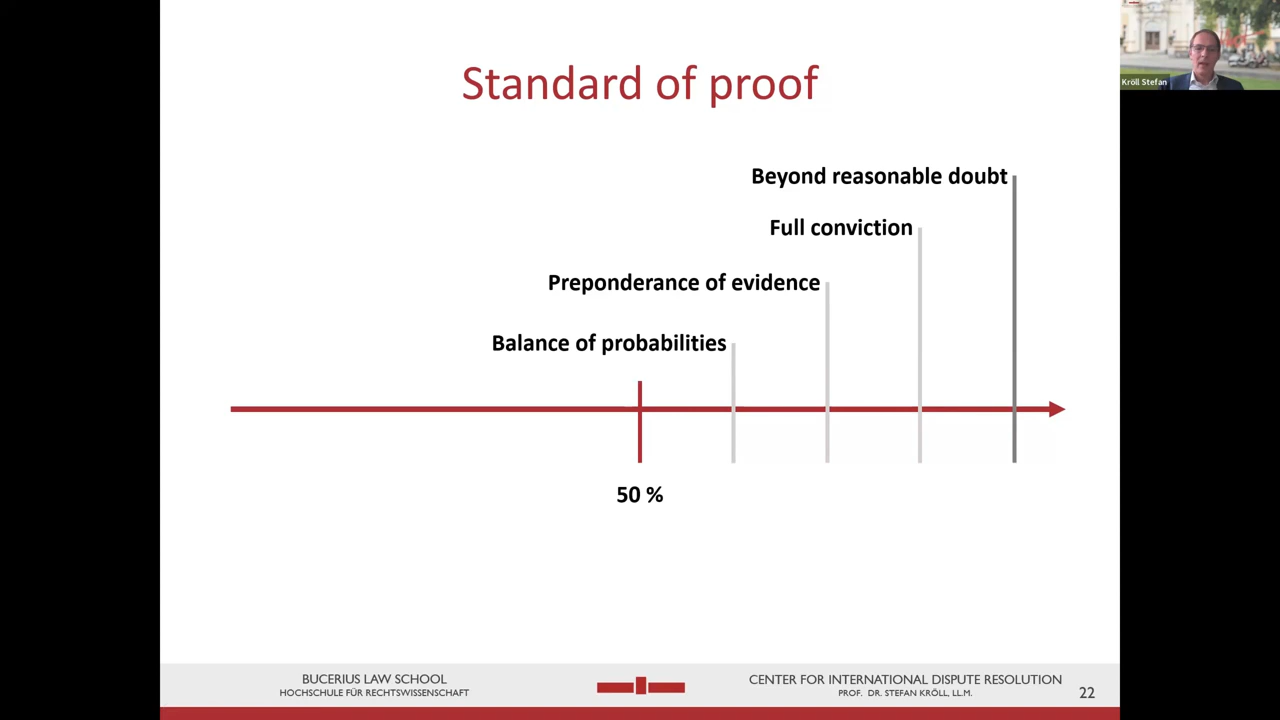 Standard of proof
Kröll Stefan
Beyond reasonable doubt
Full conviction
Preponderance of evidence
Balance of probabilities
50 %
BUCERIUS LAW SCHOOL
HOCHSCHULE FÜR RECHTSWISSENSCHAFT
CENTER FOR INTERNATIONAL DISPUTE RESOLUTION
PROF. DR. STEFAN KRÖLL, LL.M.
22